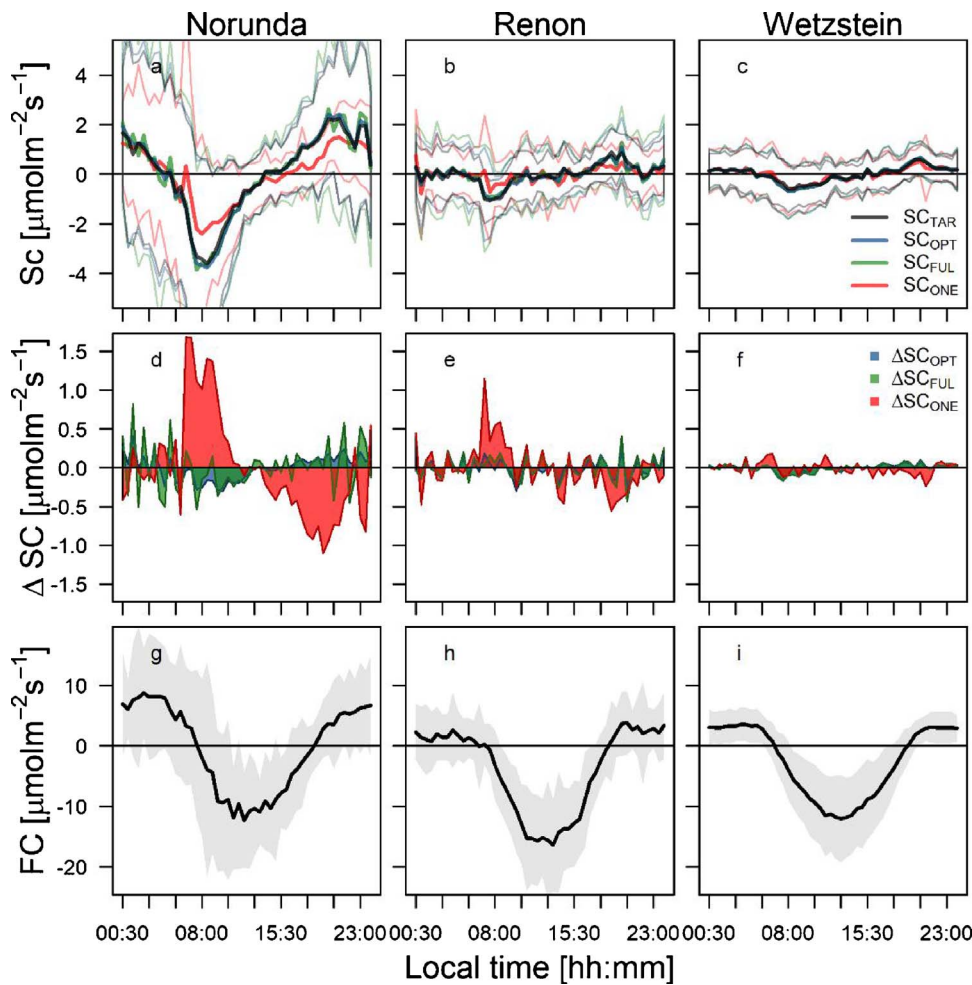 Norunda Renon Wetzstein
a b c
Sc [μmolm⁻²s⁻¹]
4
2
0
-2
-4
SC_TAR
SC_OPT
SC_FUL
SC_ONE
d e f
Δ SC [μmolm⁻²s⁻¹]
1.5
1.0
0.5
0.0
-0.5
-1.0
-1.5
ΔSC_OPT
ΔSC_FUL
ΔSC_ONE
g h i
FC [μmolm⁻²s⁻¹]
10
0
-10
-20
00:30 08:00 15:30 23:00 00:30 08:00 15:30 23:00 00:30 08:00 15:30 23:00
Local time [hh:mm]